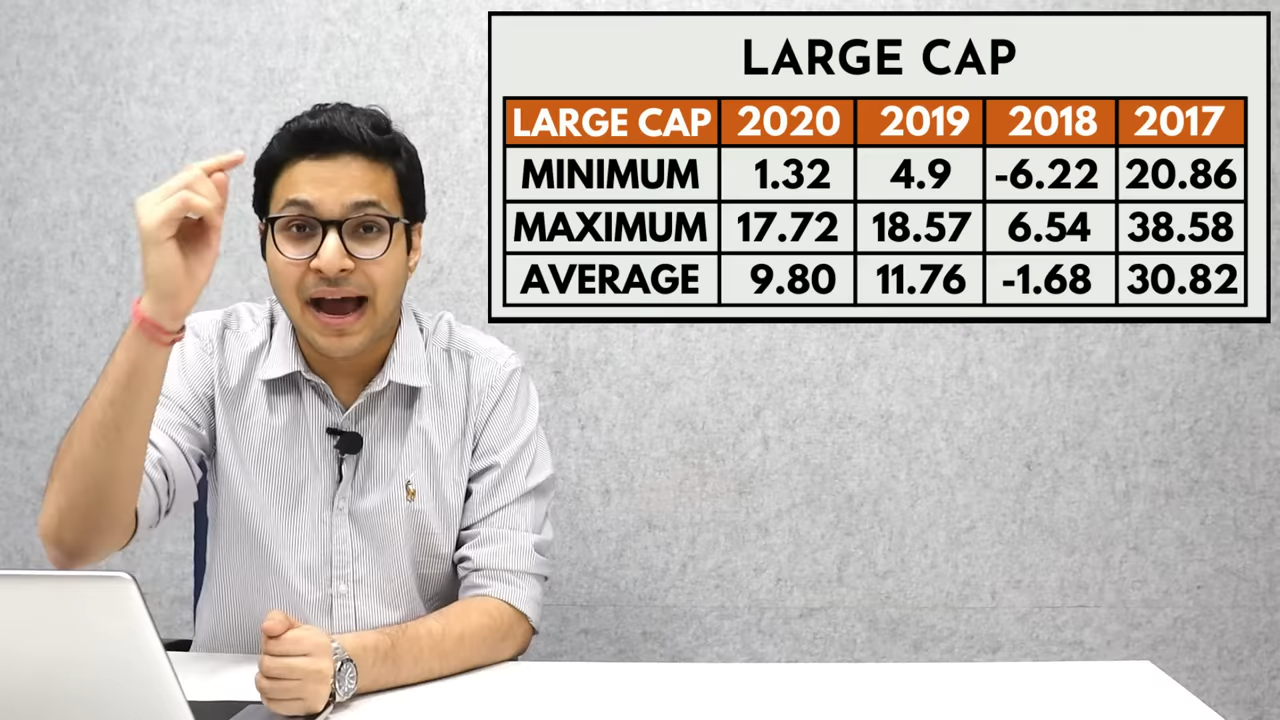 LARGE CAP
LARGE CAP 2020 2019 2018 2017
MINIMUM 1.32 4.9 -6.22 20.86
MAXIMUM 17.72 18.57 6.54 38.58
AVERAGE 9.80 11.76 -1.68 30.82